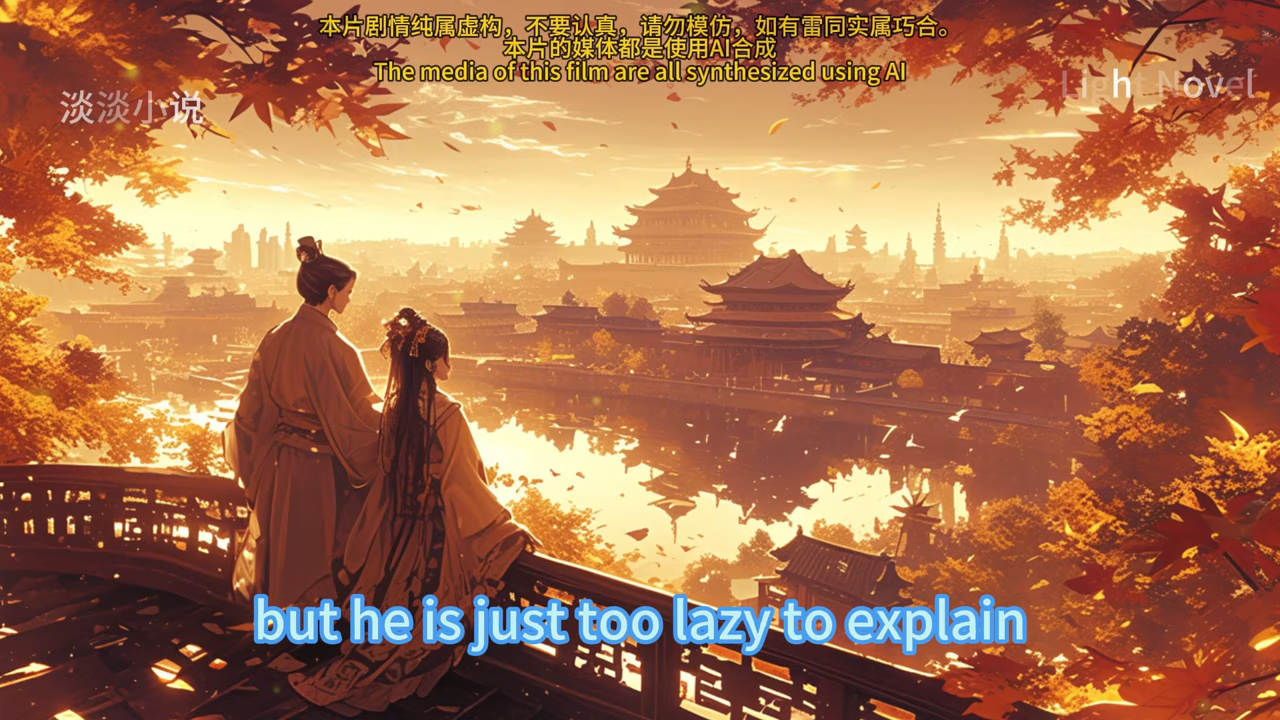 本片剧情纯属虚构，不要认真，请勿模仿，如有雷同实属巧合。
本片的媒体都是使用AI合成
The media of this film are all synthesized using AI
淡淡小说
Light Novel
but he is just too lazy to explain